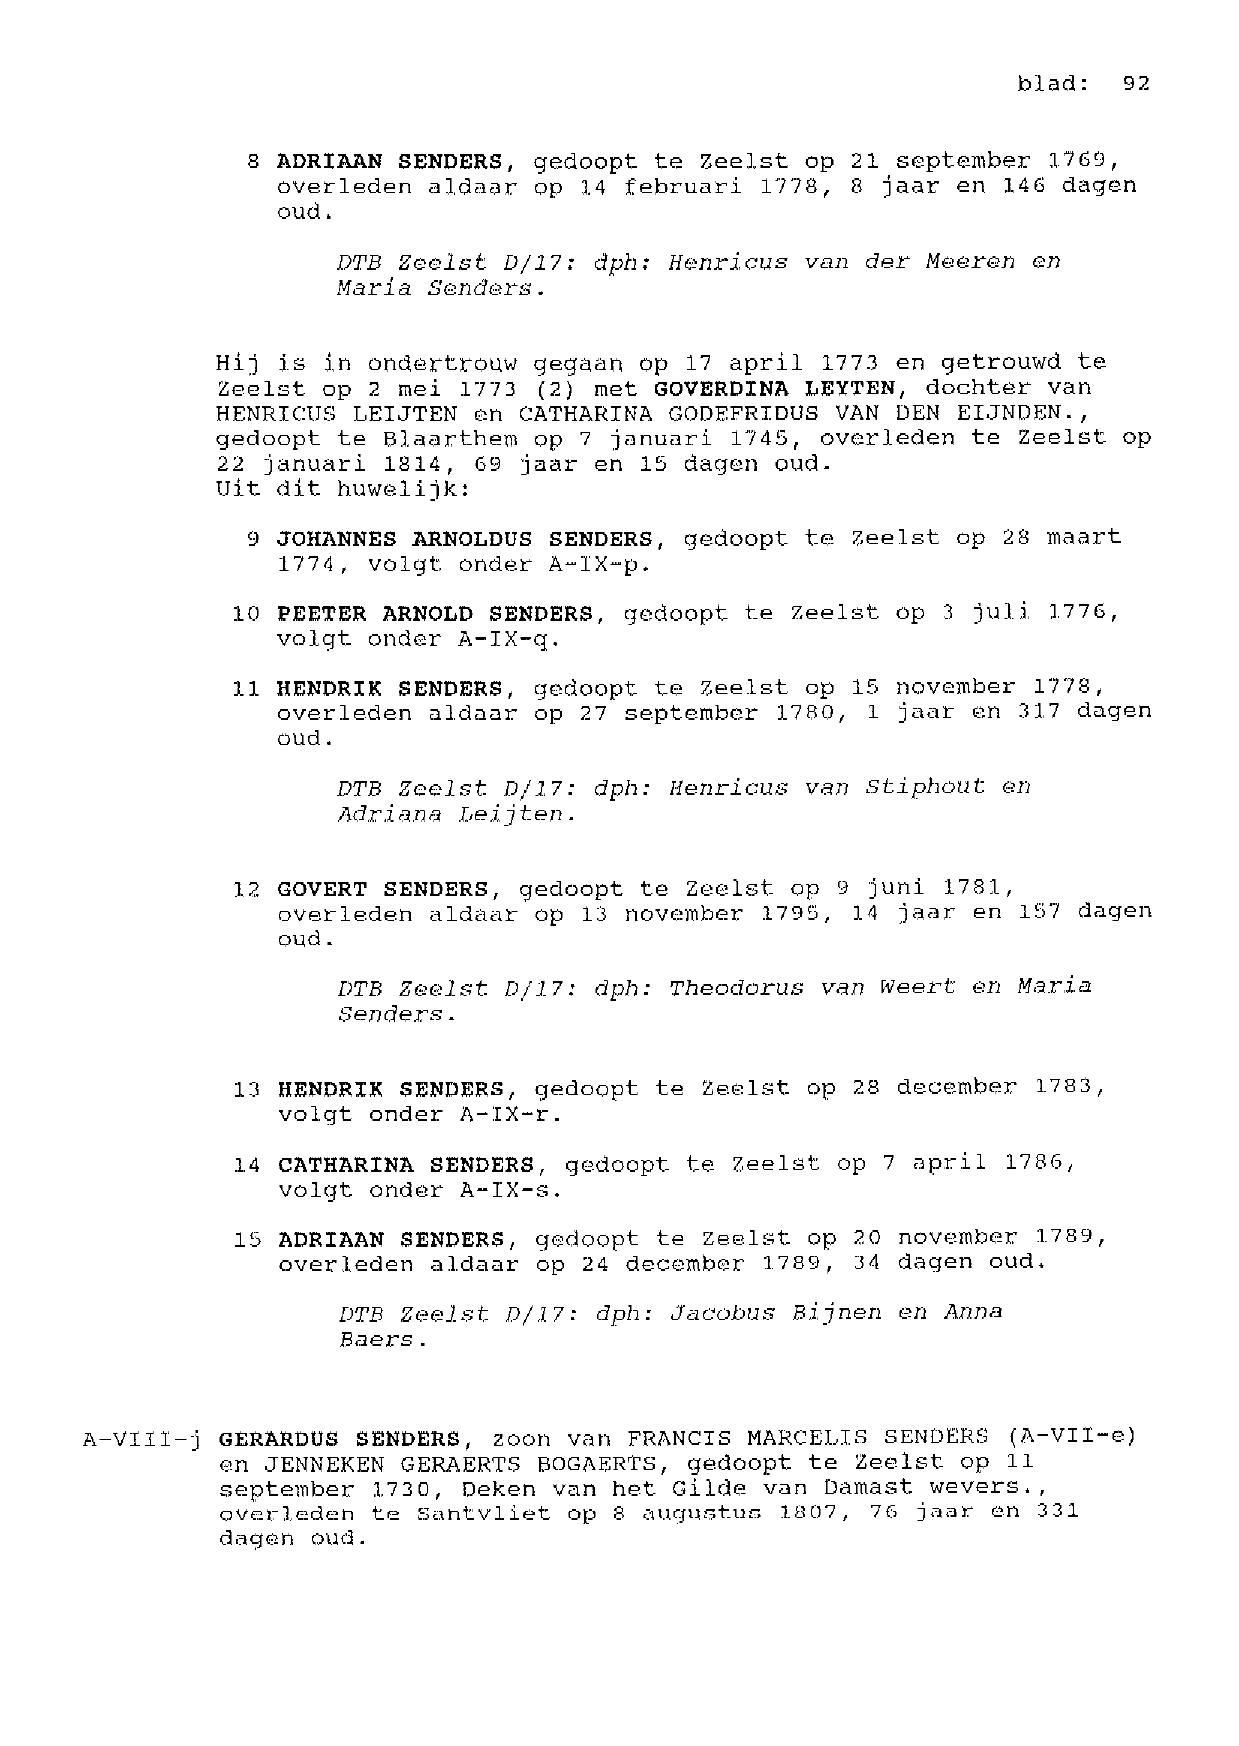 blad: 92
8 ADRIAAN SENDERS, gedoopt te Zeelst op 21 september 1769,
overleden aldaar op 14 februari 1778, 8 jaar en 146 dagen
oud.
DTB Zeelst D/17: dph: Henricus van der Meeren en
Maria Senders.
Hij is in ondertrouw gegaan op 17 april 1773 en getrouwd te
Zeelst op 2 mei 1773 (2) met GOVERDINA LEYTEN, dochter van
HENRICUS LEIJTEN en CATHARINA GODEFRIDUS VAN DEN EIJNDEN.,
gedoopt te Blaarthem op 7 januari 1745, overleden te Zeelst op
22 januari 1814, 69 jaar en 15 dagen oud.
Uit dit huwelijk:
9 JOHANNES ARNOLDUS SENDERS, gedoopt te Zeelst op 28 maart
1774, volgt onder A-IX-p.
10 PEETER ARNOLD SENDERS, gedoopt te Zeelst op 3 juli 1776,
volgt onder A-IX-q.
11 HENDRIK SENDERS, gedoopt te Zeelst op 15 november 1778,
overleden aldaar op 27 september 1780, 1 jaar en 317 dagen
oud.
DTB Zeelst D/17: dph: Henricus van Stiphout en
Adriana Leijten.
12 GOVERT SENDERS, gedoopt te Zeelst op 9 juni 1781,
overleden aldaar op 13 november 1795, 14 jaar en 157 dagen
oud.
DTB Zeelst D/17: dph: Theodorus van Weert en Maria
Senders.
13 HENDRIK SENDERS, gedoopt te Zeelst op 28 december 1783,
volgt onder A-IX-r.
14 CATHARINA SENDERS, gedoopt te Zeelst op 7 april 1786,
volgt onder A-IX-s.
15 ADRIAAN SENDERS, gedoopt te Zeelst op 20 november 1789,
overleden aldaar op 24 december 1789, 34 dagen oud.
DTB Zeelst D/17: dph: Jacobus Bijnen en Anna
Baers.
A-VIII-j GERARDUS SENDERS, zoon van FRANCIS MARCELIS SENDERS (A-VII-e)
en JENNEKEN GERAERTS BOGAERTS, gedoopt te Zeelst op 11
september 1730, Deken van het Gilde van Damast wevers.,
overleden te Santvliet op 8 augustus 1807, 76 jaar en 331
dagen oud.